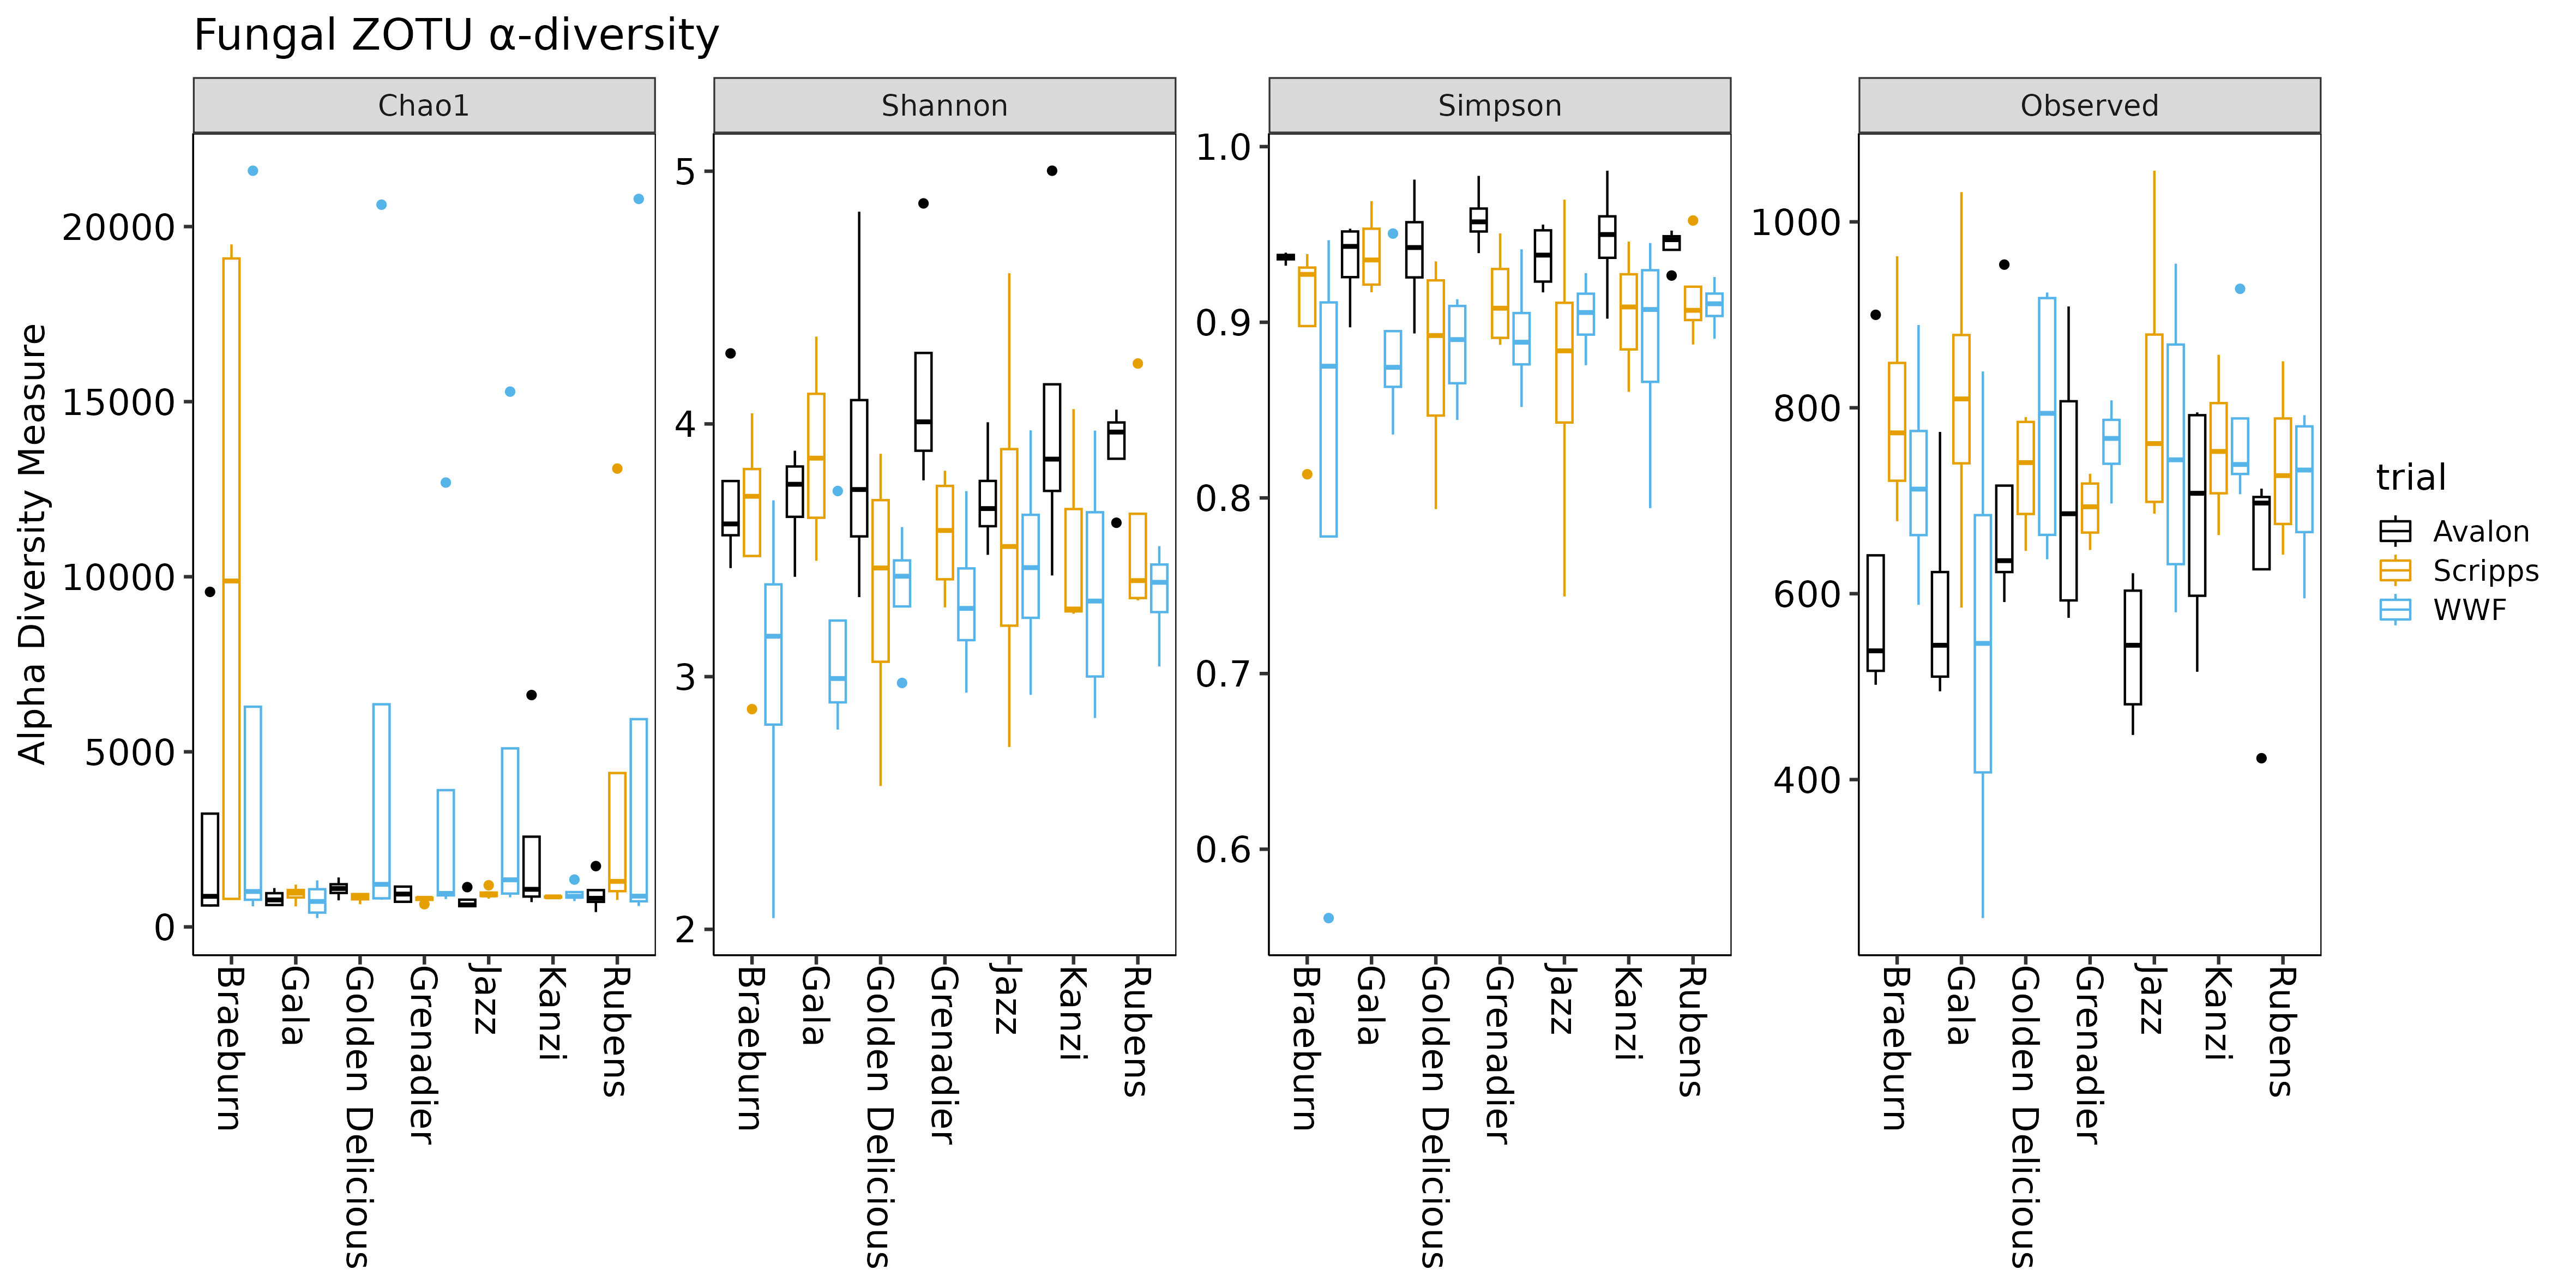 Fungal ZOTU α-diversity
Chao1
Shannon
Simpson
Observed
Alpha Diversity Measure
20000
15000
10000
5000
0
5
4
3
2
1.0
0.9
0.8
0.7
0.6
1000
800
600
400
Braeburn
Gala
Golden Delicious
Grenadier
Jazz
Kanzi
Rubens
Braeburn
Gala
Golden Delicious
Grenadier
Jazz
Kanzi
Rubens
Braeburn
Gala
Golden Delicious
Grenadier
Jazz
Kanzi
Rubens
Braeburn
Gala
Golden Delicious
Grenadier
Jazz
Kanzi
Rubens
trial
Avalon
Scripps
WWF